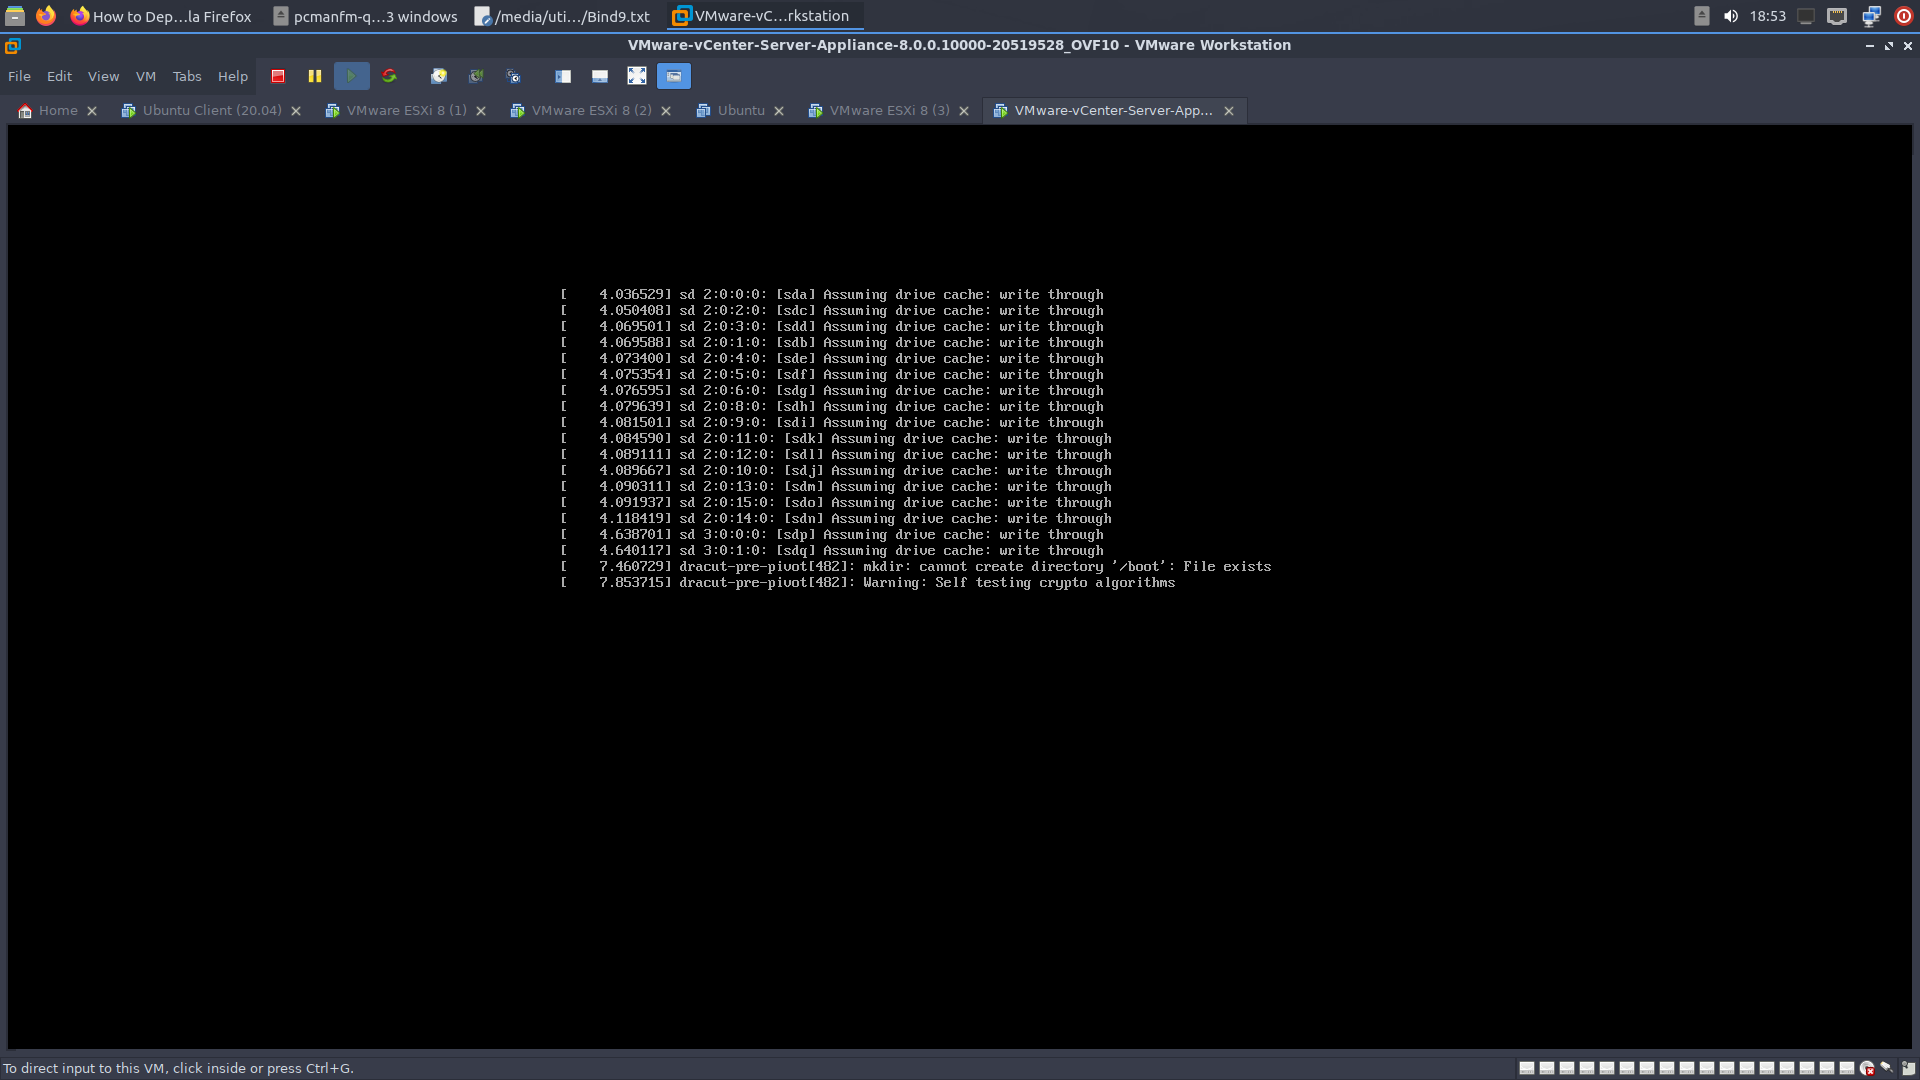 How to Dep...la Firefox
pcmanfm-q...3 windows
/media/uti.../Bind9.txt
VMware-vC...rkstation
18:53
VMware-vCenter-Server-Appliance-8.0.0.10000-20519528_OVF10 - VMware Workstation
File Edit View VM Tabs Help
Home
Ubuntu Client (20.04)
VMware ESXi 8 (1)
VMware ESXi 8 (2)
Ubuntu
VMware ESXi 8 (3)
VMware-vCenter-Server-App...
[    4.036529] sd 2:0:0:0: [sda] Assuming drive cache: write through
[    4.050408] sd 2:0:2:0: [sdc] Assuming drive cache: write through
[    4.069501] sd 2:0:3:0: [sdd] Assuming drive cache: write through
[    4.069588] sd 2:0:1:0: [sdb] Assuming drive cache: write through
[    4.073400] sd 2:0:4:0: [sde] Assuming drive cache: write through
[    4.075354] sd 2:0:5:0: [sdf] Assuming drive cache: write through
[    4.076595] sd 2:0:6:0: [sdg] Assuming drive cache: write through
[    4.079639] sd 2:0:8:0: [sdh] Assuming drive cache: write through
[    4.081501] sd 2:0:9:0: [sdi] Assuming drive cache: write through
[    4.084590] sd 2:0:11:0: [sdk] Assuming drive cache: write through
[    4.089111] sd 2:0:12:0: [sdl] Assuming drive cache: write through
[    4.089667] sd 2:0:10:0: [sdj] Assuming drive cache: write through
[    4.090311] sd 2:0:13:0: [sdm] Assuming drive cache: write through
[    4.091937] sd 2:0:15:0: [sdo] Assuming drive cache: write through
[    4.118419] sd 2:0:14:0: [sdn] Assuming drive cache: write through
[    4.638701] sd 3:0:0:0: [sdp] Assuming drive cache: write through
[    4.640117] sd 3:0:1:0: [sdq] Assuming drive cache: write through
[    7.460729] dracut-pre-pivot[482]: mkdir: cannot create directory '/boot': File exists
[    7.853715] dracut-pre-pivot[482]: Warning: Self testing crypto algorithms
To direct input to this VM, click inside or press Ctrl+G.